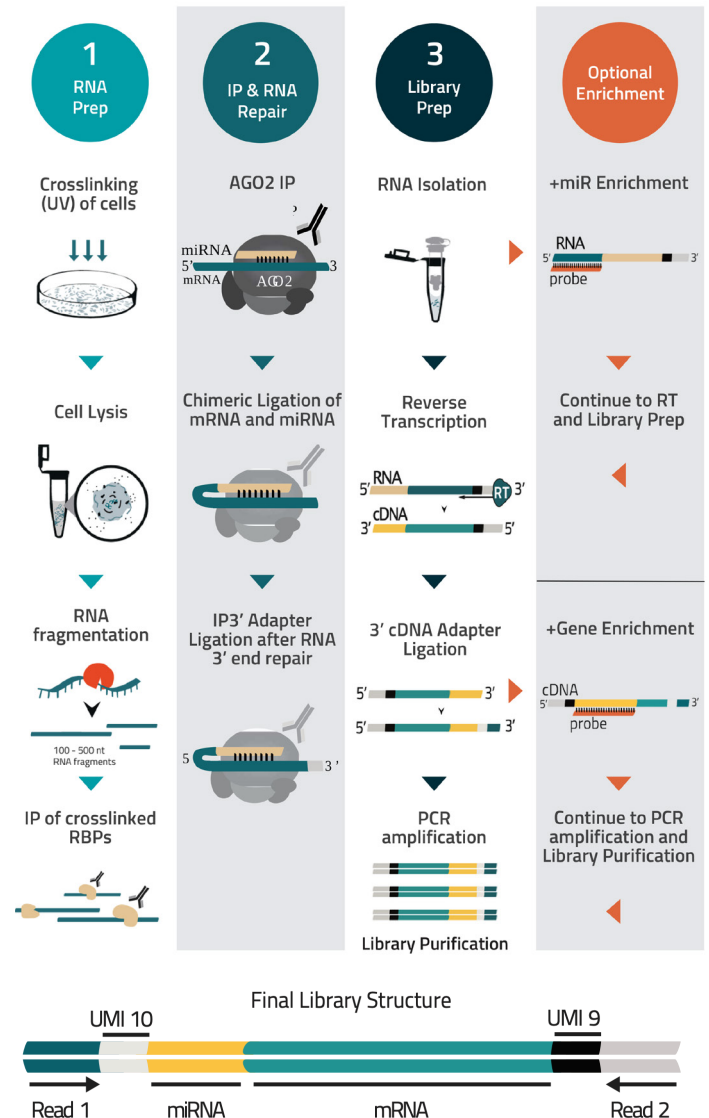 1
RNA
Prep
Crosslinking
(UV) of cells
Cell Lysis
RNA
fragmentation
100 - 500 nt
RNA fragments
IP of crosslinked
RBPs
2
IP & RNA
Repair
AGO2 IP
miRNA
5′ 3
mRNA AGO2
Chimeric Ligation of
mRNA and miRNA
IP3′ Adapter
Ligation after RNA
3′ end repair
5 3 ’
3
Library
Prep
RNA Isolation
Reverse
Transcription
RNA
5′ RT 3′
cDNA
3′ 5′
3′ cDNA Adapter
Ligation
5′ 3′
5′ 3′
PCR
amplification
Library Purification
Optional
Enrichment
+miR Enrichment
RNA
5′ 3′
probe
Continue to RT
and Library Prep
+Gene Enrichment
cDNA
5′ 3′
probe
Continue to PCR
amplification and
Library Purification
Final Library Structure
UMI 10 UMI 9
Read 1 miRNA mRNA Read 2